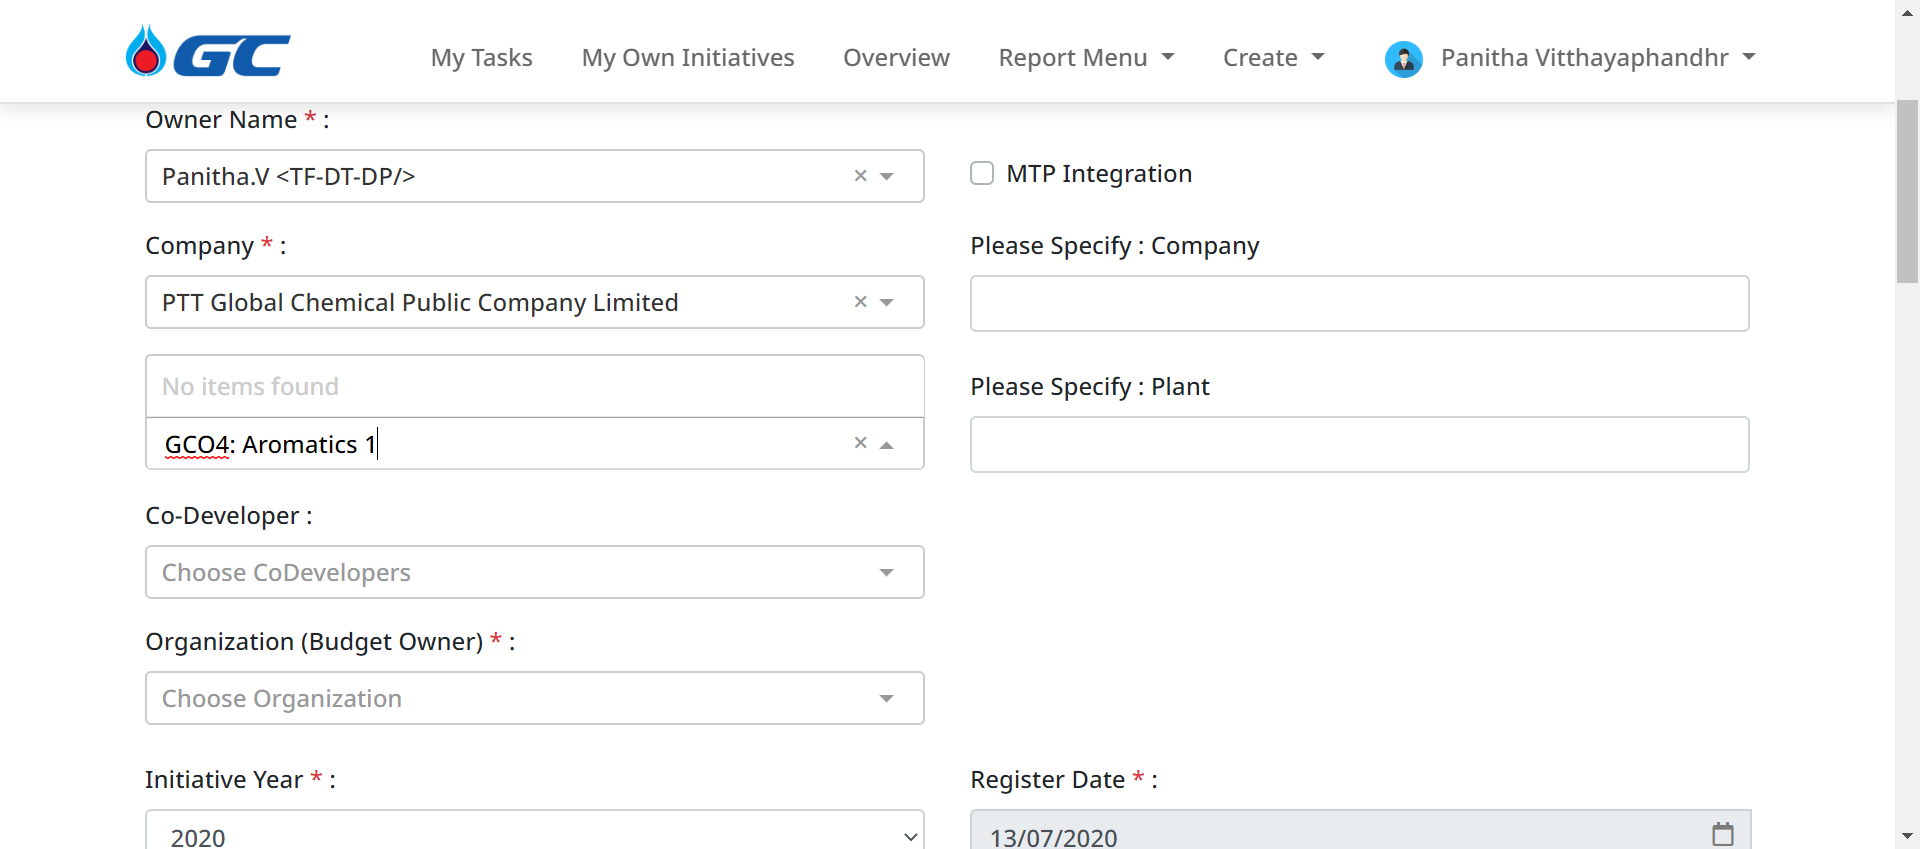 GC
My Tasks
My Own Initiatives
Overview
Report Menu
Create
Panitha Vitthayaphandhr
Owner Name * :
Panitha.V <TF-DT-DP/>
MTP Integration
Company * :
Please Specify : Company
PTT Global Chemical Public Company Limited
No items found
Please Specify : Plant
GCO4: Aromatics 1
Co-Developer :
Choose CoDevelopers
Organization (Budget Owner) * :
Choose Organization
Initiative Year * :
Register Date * :
2020
13/07/2020